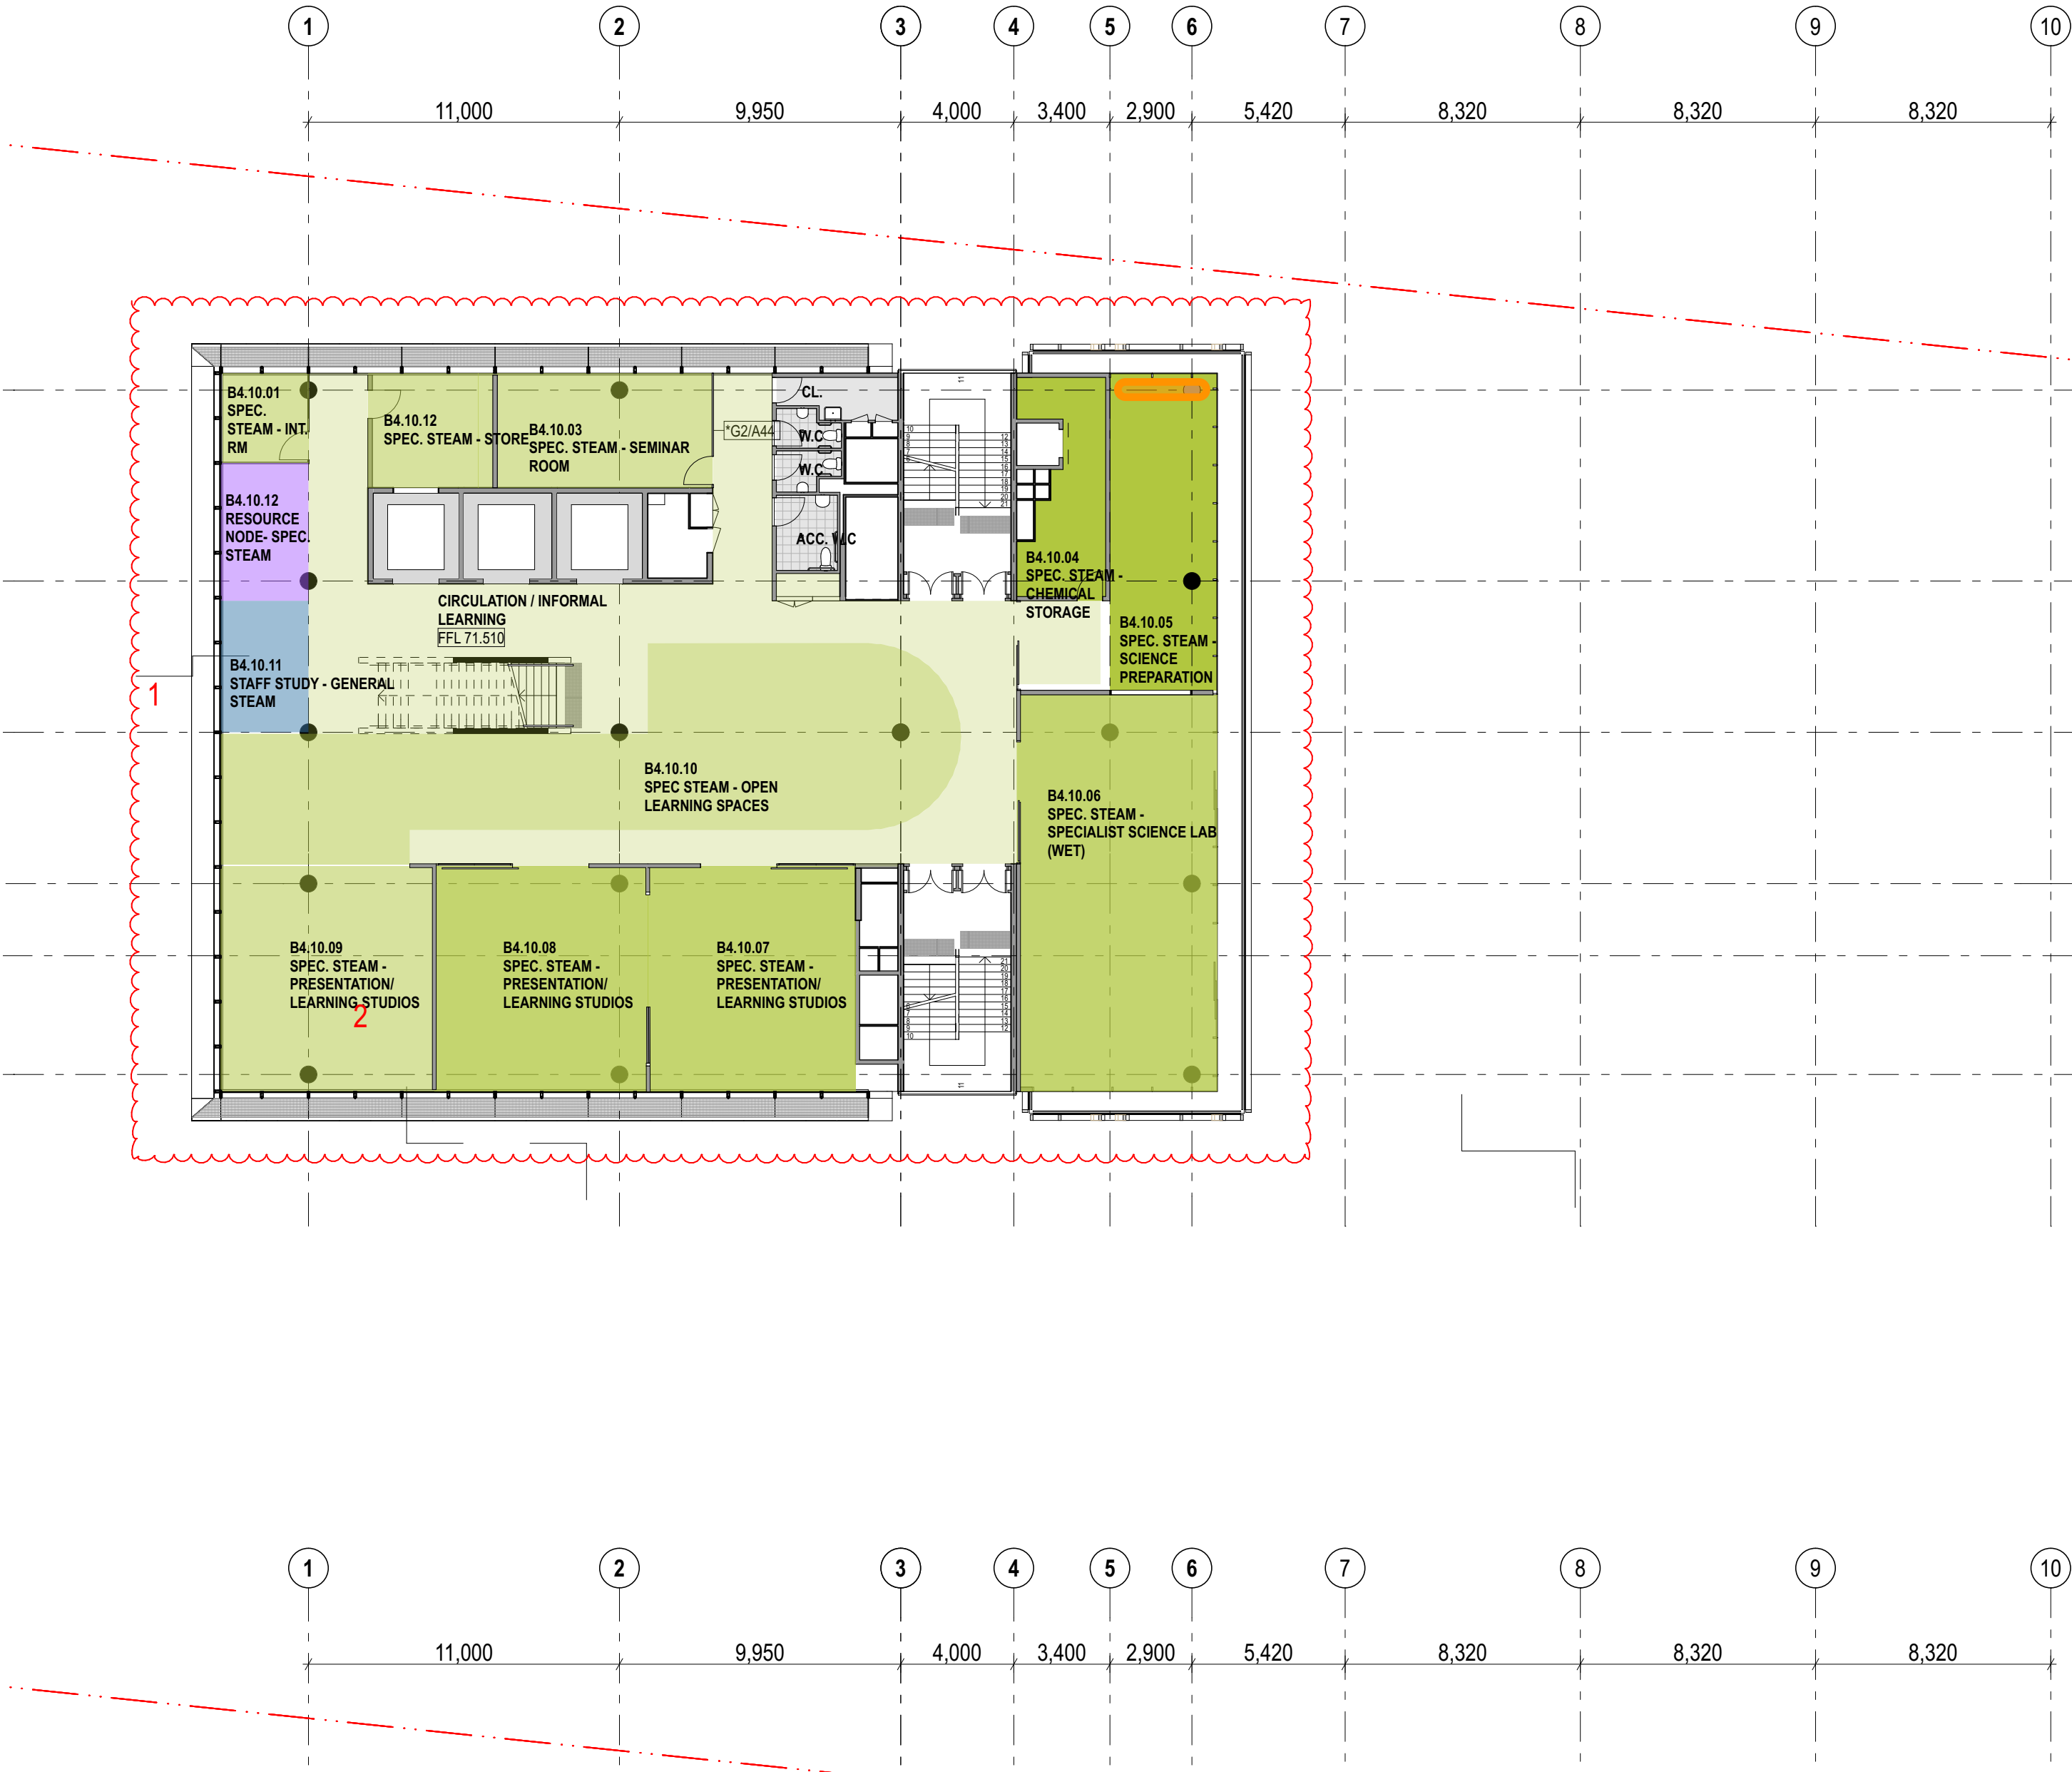 1 2 3 4 5 6 7 8 9 10
11,000 9,950 4,000 3,400 2,900 5,420 8,320 8,320 8,320
B4.10.01
SPEC.
STEAM - INT.
RM
B4.10.12
SPEC. STEAM - STORE
B4.10.03
SPEC. STEAM - SEMINAR
ROOM
*G2/A44
CL.
W.C
W.C
ACC. W.C
B4.10.12
RESOURCE
NODE- SPEC.
STEAM
B4.10.04
SPEC. STEAM -
CHEMICAL
STORAGE
CIRCULATION / INFORMAL
LEARNING
FFL 71.510
B4.10.05
SPEC. STEAM -
SCIENCE
PREPARATION
B4.10.11
STAFF STUDY - GENERAL
STEAM
1
B4.10.10
SPEC STEAM - OPEN
LEARNING SPACES
B4.10.06
SPEC. STEAM -
SPECIALIST SCIENCE LAB
(WET)
B4.10.09
SPEC. STEAM -
PRESENTATION/
LEARNING STUDIOS
2
B4.10.08
SPEC. STEAM -
PRESENTATION/
LEARNING STUDIOS
B4.10.07
SPEC. STEAM -
PRESENTATION/
LEARNING STUDIOS
1 2 3 4 5 6 7 8 9 10
11,000 9,950 4,000 3,400 2,900 5,420 8,320 8,320 8,320